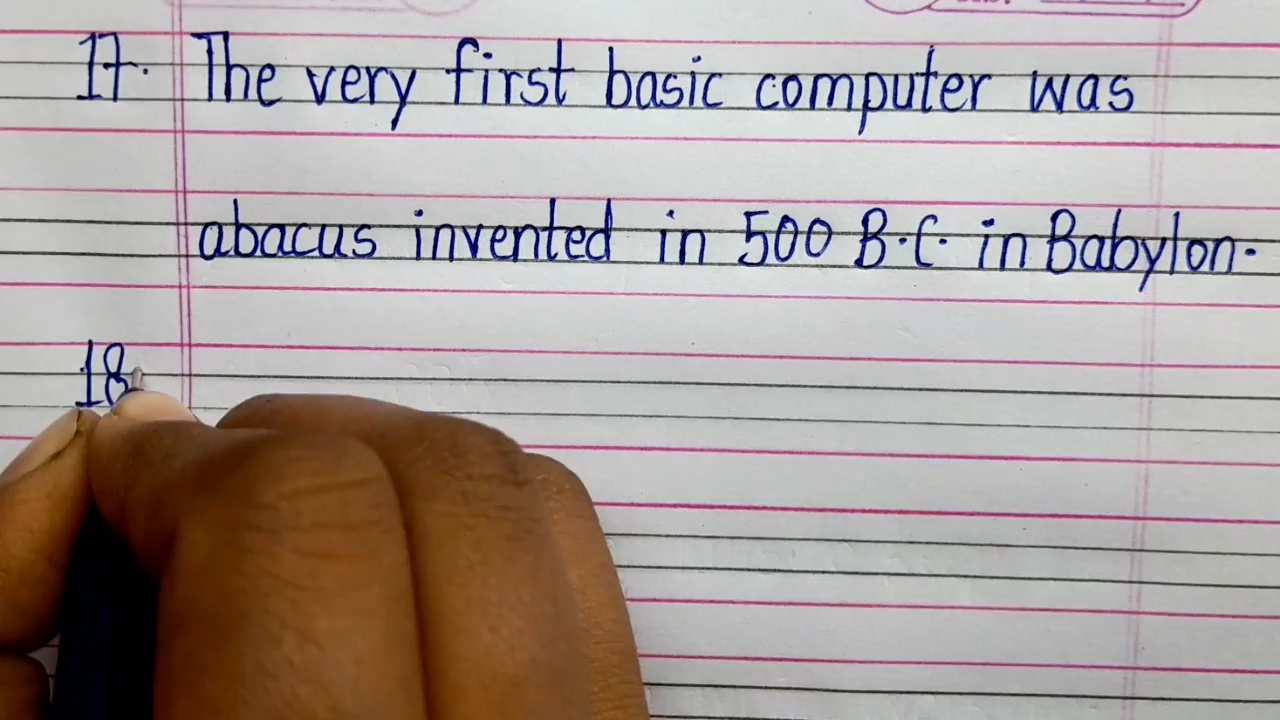 17. The very first basic computer was
abacus invented in 500 B.C. in Babylon.
18.